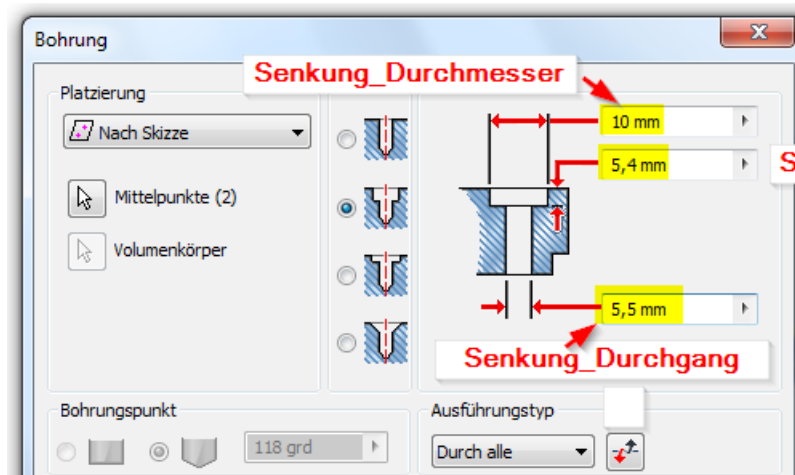 Bohrung
Senkung_Durchmesser
Platzierung
Nach Skizze
Mittelpunkte (2)
Volumenkörper
10 mm
5,4 mm
S
5,5 mm
Senkung_Durchgang
Bohrungspunkt
118 grd
Ausführungstyp
Durch alle